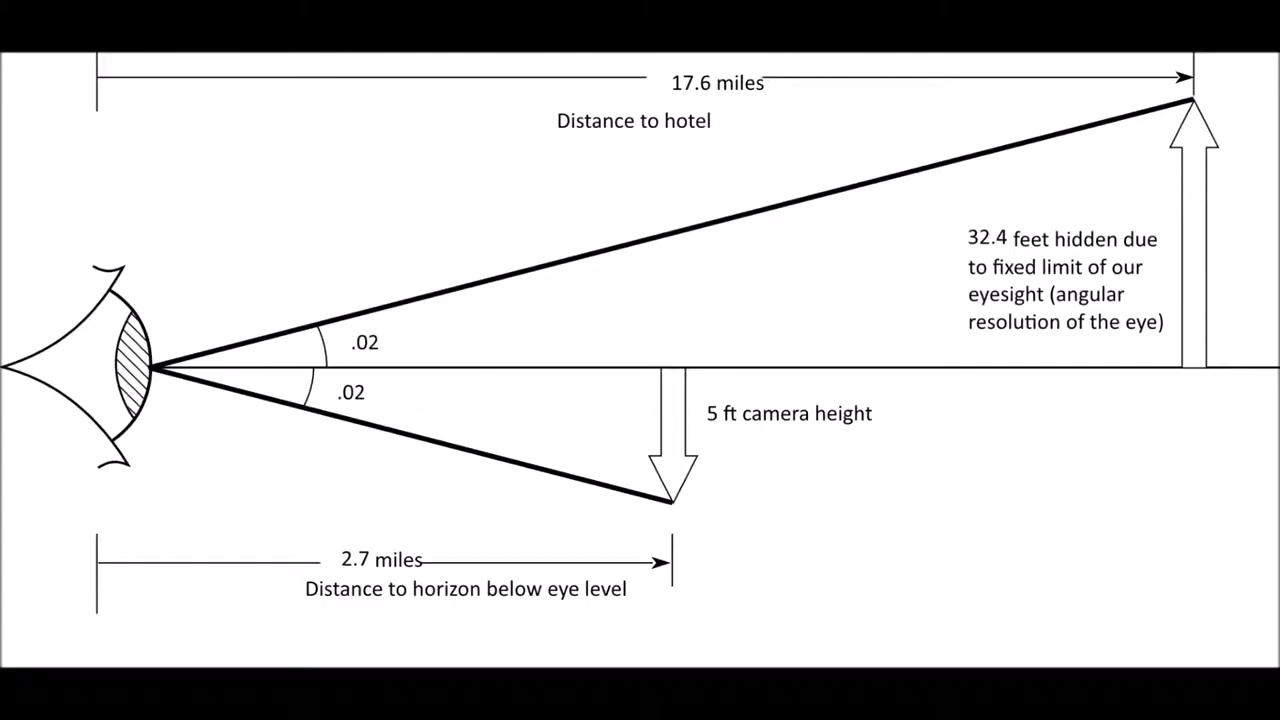 17.6 miles
Distance to hotel
32.4 feet hidden due
to fixed limit of our
eyesight (angular
resolution of the eye)
.02
.02
5 ft camera height
2.7 miles
Distance to horizon below eye level